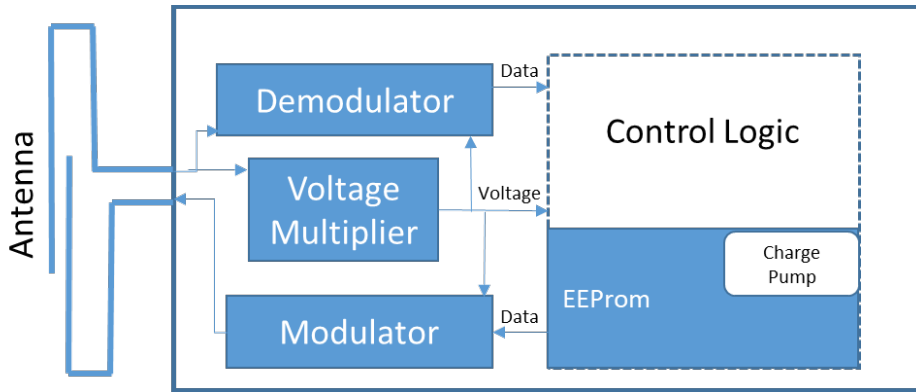 Antenna
Demodulator
Data
Control Logic
Voltage
Multiplier
Voltage
Charge
Pump
EEProm
Modulator
Data